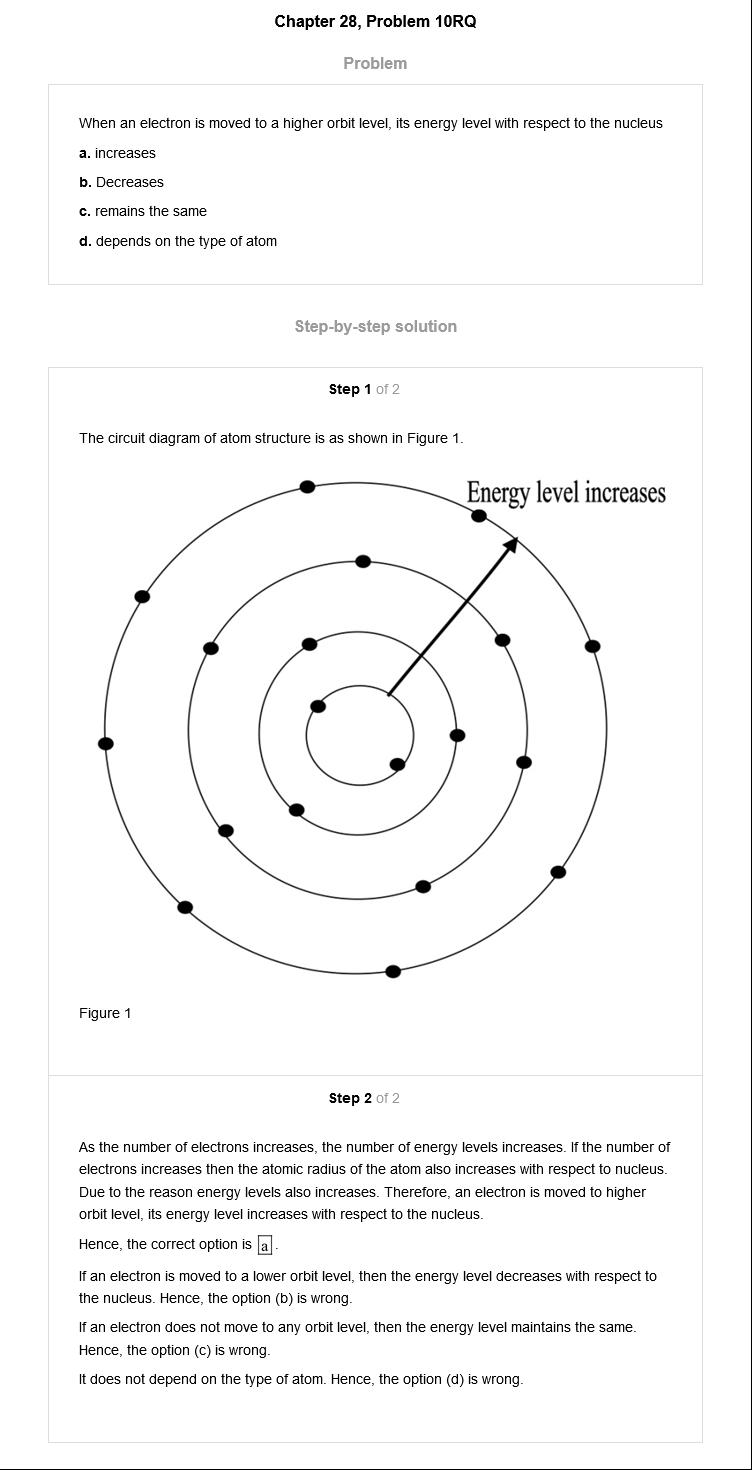 Chapter 28, Problem 10RQ
Problem
When an electron is moved to a higher orbit level, its energy level with respect to the nucleus
a. increases
b. Decreases
c. remains the same
d. depends on the type of atom
Step-by-step solution
Step 1 of 2
The circuit diagram of atom structure is as shown in Figure 1.
Energy level increases
Figure 1
Step 2 of 2
As the number of electrons increases, the number of energy levels increases. If the number of
electrons increases then the atomic radius of the atom also increases with respect to nucleus.
Due to the reason energy levels also increases. Therefore, an electron is moved to higher
orbit level, its energy level increases with respect to the nucleus.
Hence, the correct option is a.
If an electron is moved to a lower orbit level, then the energy level decreases with respect to
the nucleus. Hence, the option (b) is wrong.
If an electron does not move to any orbit level, then the energy level maintains the same.
Hence, the option (c) is wrong.
It does not depend on the type of atom. Hence, the option (d) is wrong.